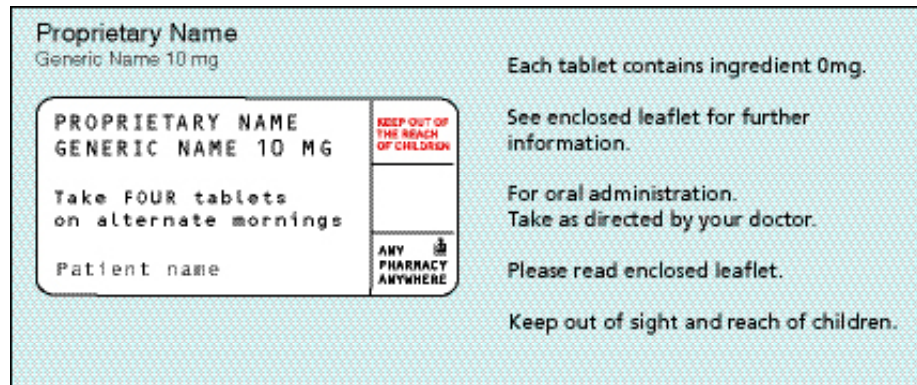 Proprietary Name
Generic Name 10 mg
PROPRIETARY NAME
GENERIC NAME 10 MG
Take FOUR tablets
on alternate mornings
Patient name
KEEP OUT OF
THE REACH
OF CHILDREN
ANY
PHARMACY
ANYWHERE
Each tablet contains ingredient 0mg.
See enclosed leaflet for further
information.
For oral administration.
Take as directed by your doctor.
Please read enclosed leaflet.
Keep out of sight and reach of children.